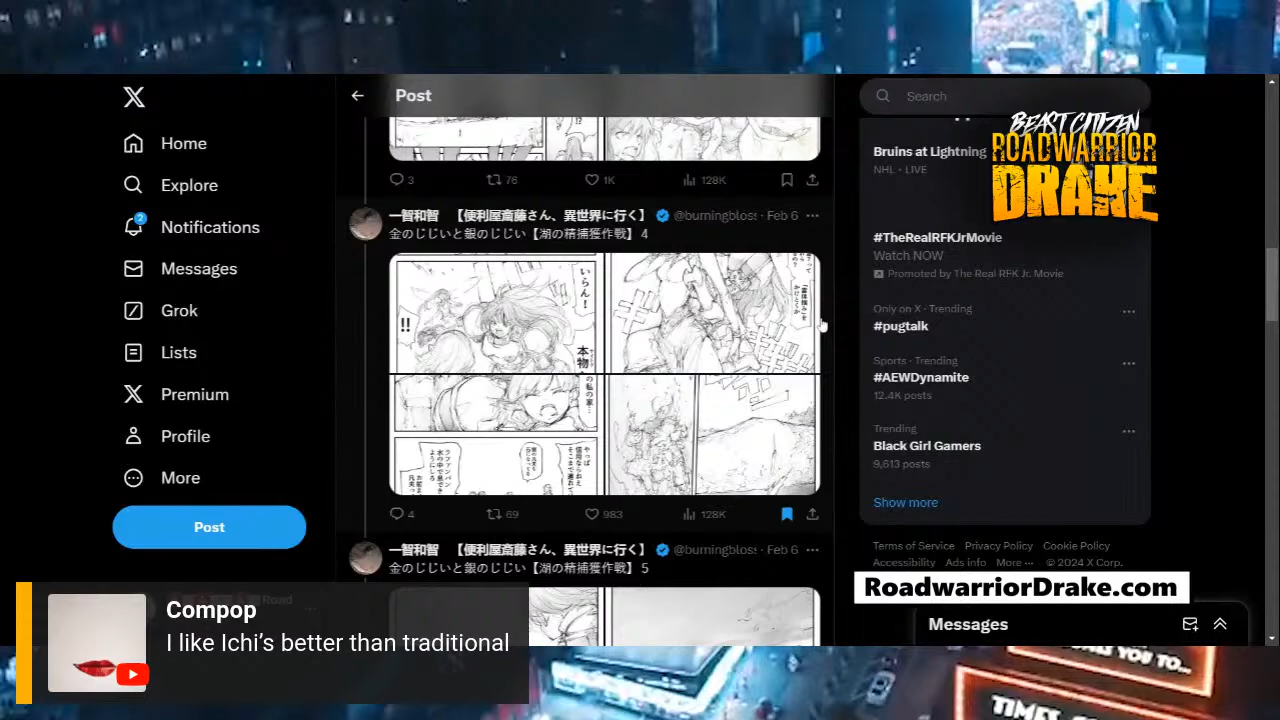 Home
Explore
2
Notifications
Messages
Grok
Lists
Premium
Profile
More
Post
Post
3
76
1K
128K
一智和智 【便利屋斎藤さん、異世界に行く】 @burningblos · Feb 6
金のじじいと銀のじじい【湖の精捕獲作戦】 4
いらん！
!!
本物
4
69
983
128K
一智和智 【便利屋斎藤さん、異世界に行く】 @burningblos · Feb 6
金のじじいと銀のじじい【湖の精捕獲作戦】 5
Search
BEAST CITIZEN
ROADWARRIOR
DRAKE
Bruins at Lightning
NHL · LIVE
#TheRealRFKJrMovie
Watch NOW
Promoted by The Real RFK Jr. Movie
Only on X · Trending
#pugtalk
Sports · Trending
#AEWDynamite
12.4K posts
Trending
Black Girl Gamers
9,613 posts
Show more
Terms of Service Privacy Policy Cookie Policy
Accessibility Ads info More ··· © 2024 X Corp.
RoadwarriorDrake.com
Messages
Compop
I like Ichi’s better than traditional
Road
YOU TO...
TIMES